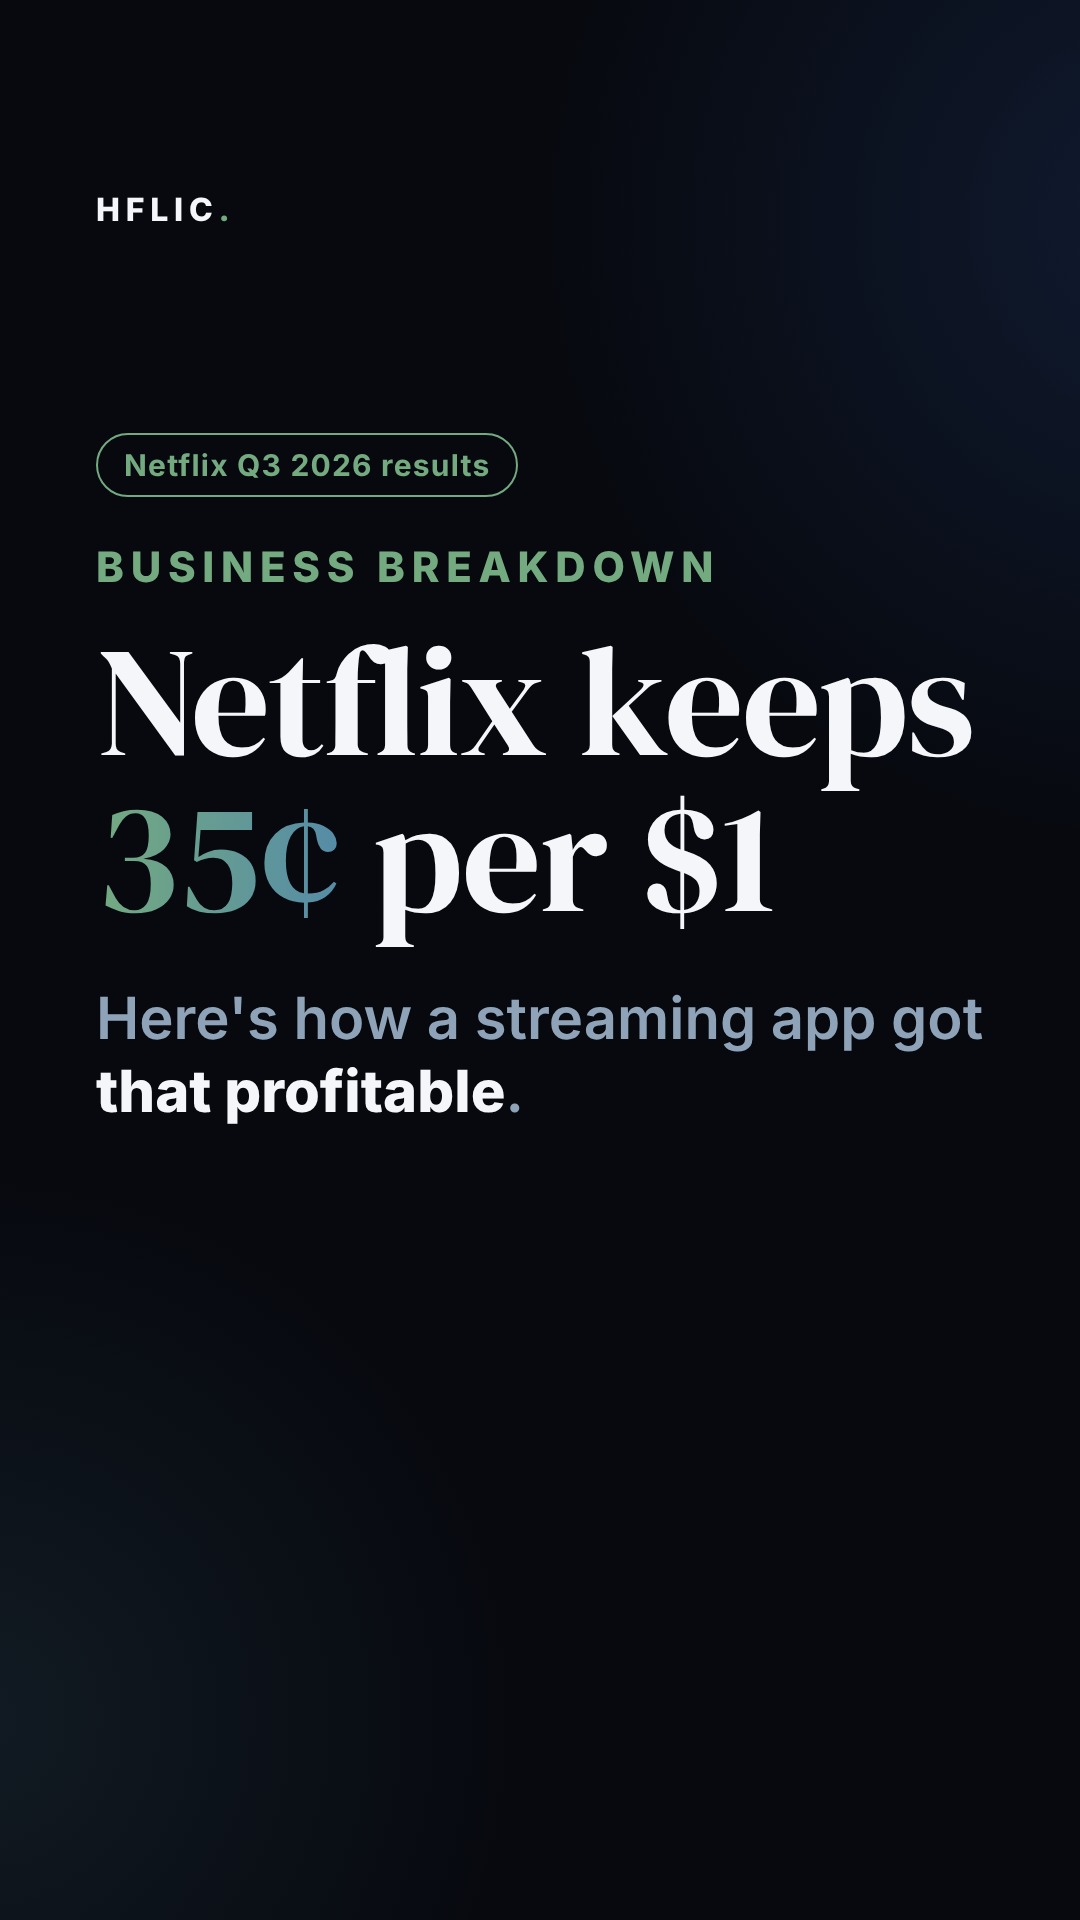 HFLIC.
Netflix Q3 2026 results
BUSINESS BREAKDOWN
Netflix keeps
35¢ per $1
Here's how a streaming app got
that profitable.